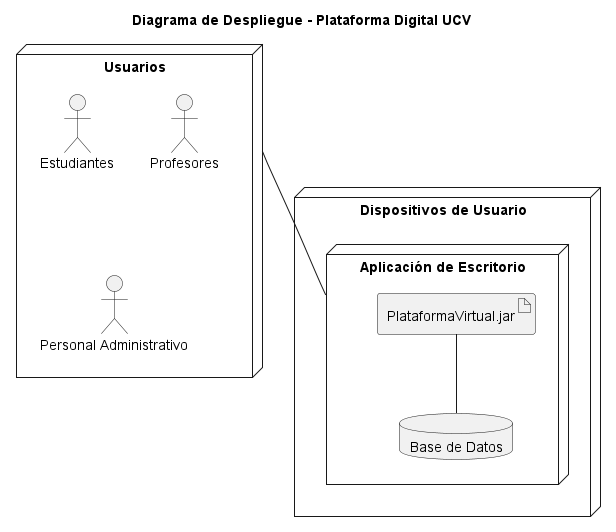 Diagrama de Despliegue - Plataforma Digital UCV
Usuarios
Estudiantes
Profesores
Personal Administrativo
Dispositivos de Usuario
Aplicación de Escritorio
PlataformaVirtual.jar
Base de Datos